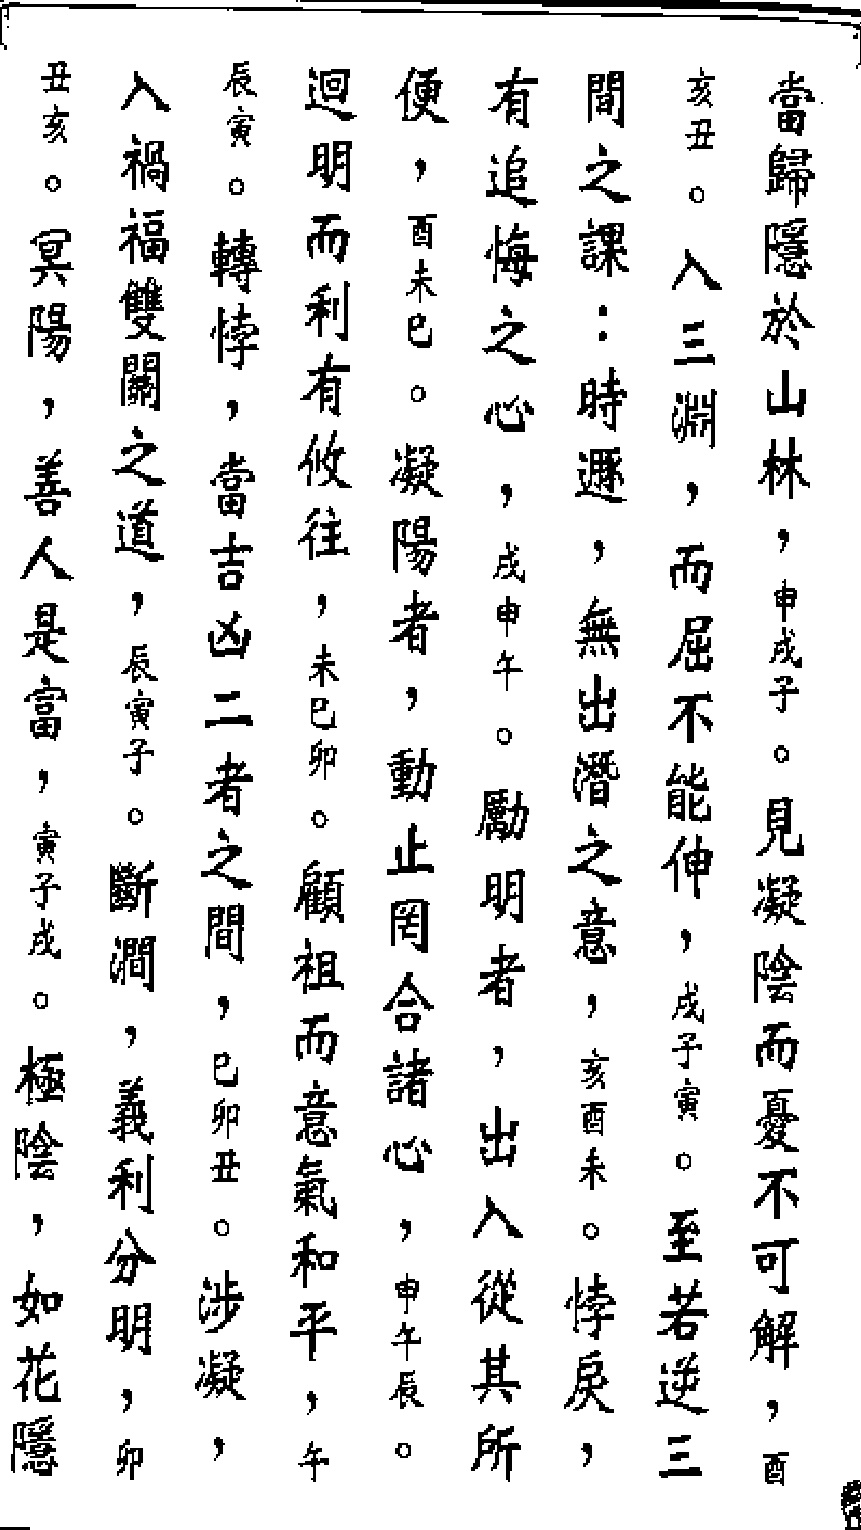 當歸隱於山林，申戌子。見凝陰而憂不可解，酉
亥丑。入三淵，而屈不能伸，戌子寅。至若逆三
間之課：時遯，無出潛之意，亥酉未。悖戾，
有追悔之心，戌申午。勵明者，出入從其所
便，酉未巳。凝陽者，動止罔合諸心，申午辰。
迴明而利有攸往，未巳卯。顧祖而意氣和平，午
辰寅。轉悖，當吉凶二者之間，巳卯丑。涉凝，
入禍福雙關之道，辰寅子。斷澗，義利分明，卯
丑亥。冥陽，善人是富，寅子戌。極陰，如花隱